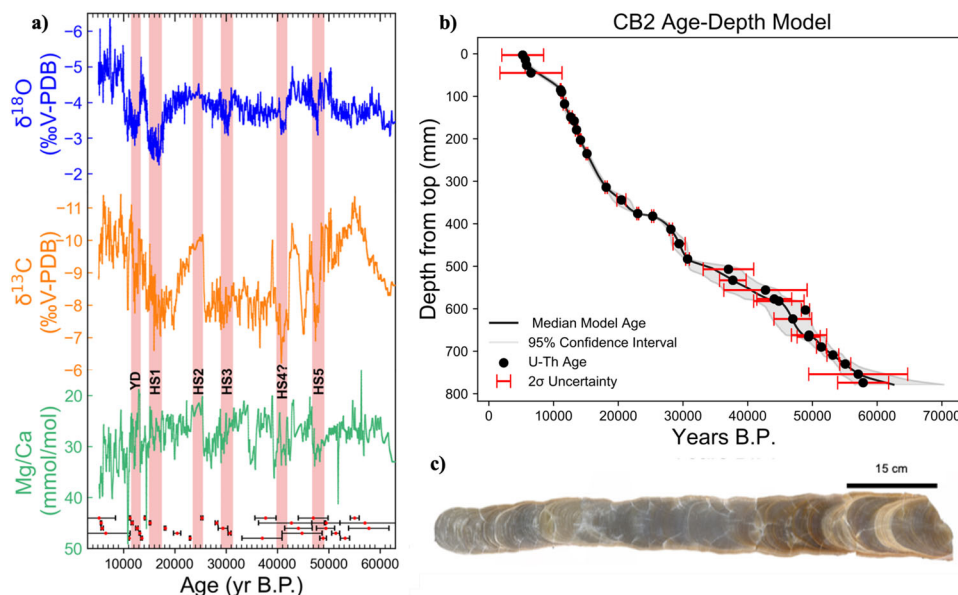 a)
δ18O
(‰V-PDB)
−6
−5
−4
−3
−2
δ13C
(‰V-PDB)
−11
−10
−9
−8
−7
−6
YD
HS1
HS2
HS3
HS4?
HS5
Mg/Ca
(mmol/mol)
20
30
40
50
10000 20000 30000 40000 50000 60000
Age (yr B.P.)
b)
CB2 Age-Depth Model
Depth from top (mm)
0
100
200
300
400
500
600
700
800
Median Model Age
95% Confidence Interval
U-Th Age
2σ Uncertainty
0 10000 20000 30000 40000 50000 60000 70000
Years B.P.
c)
15 cm